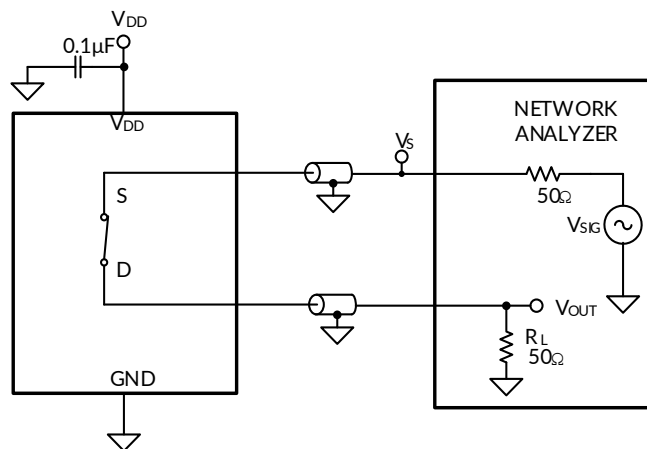 VDD
0.1µF
VDD
NETWORK
ANALYZER
VS
S
50Ω
VSIG
D
VOUT
RL
50Ω
GND